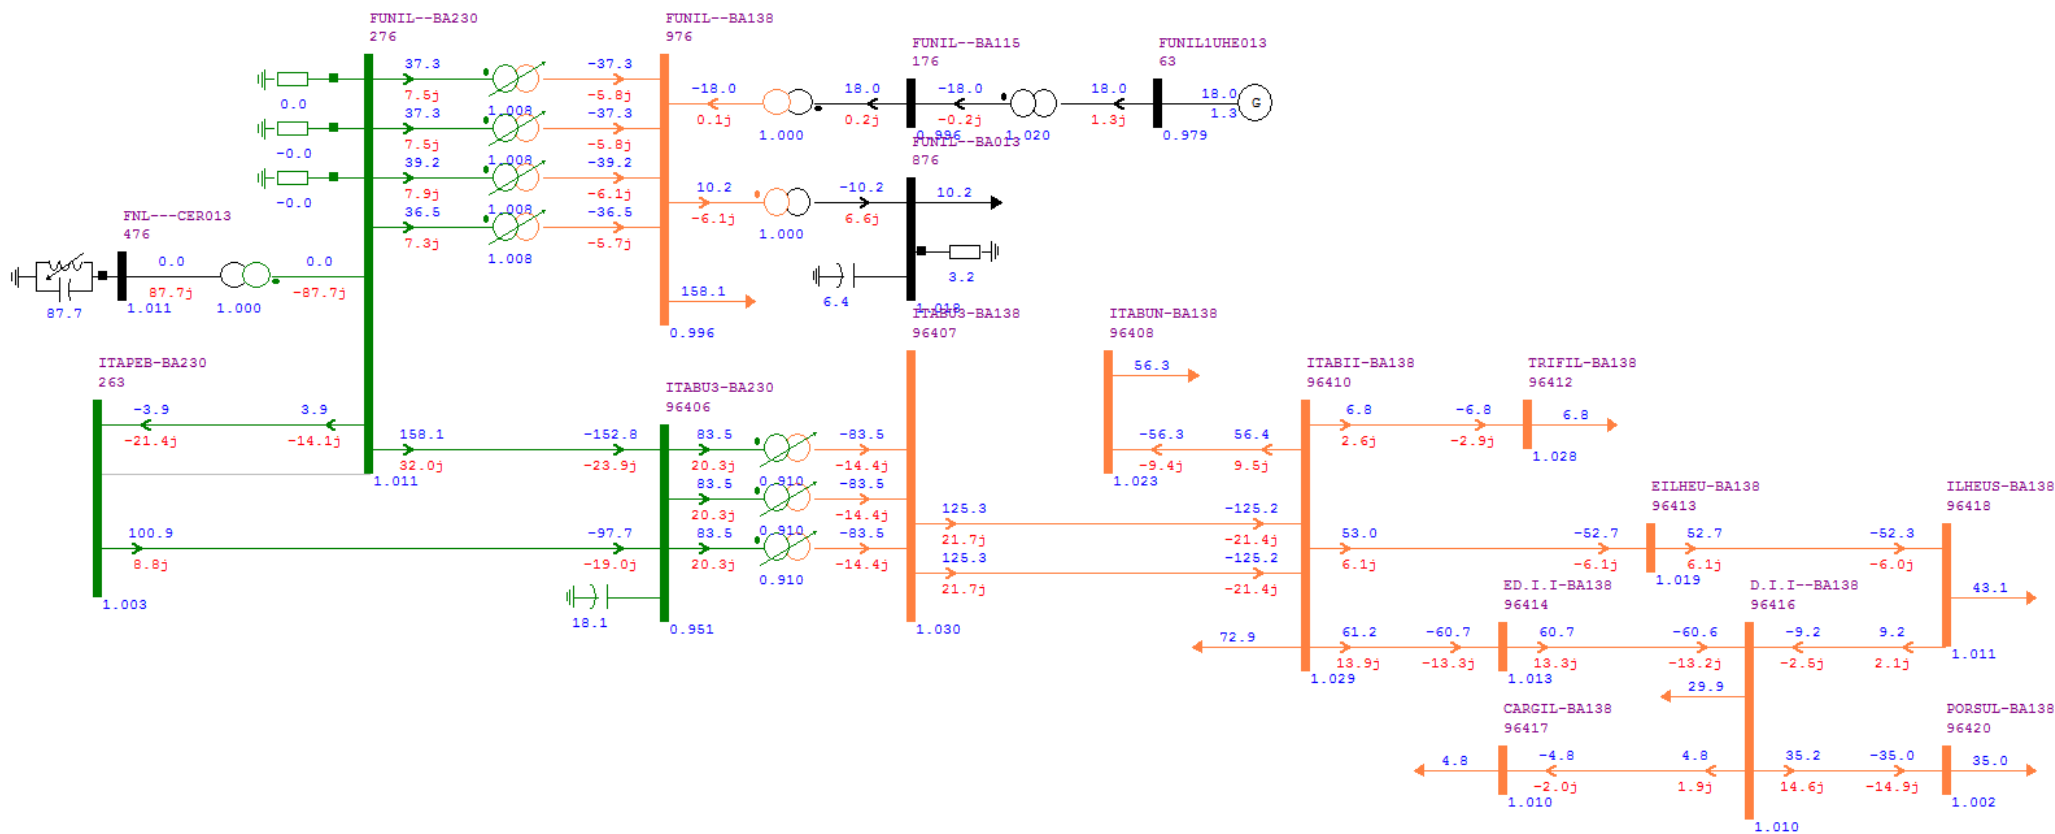 FUNIL--BA230
276
FUNIL--BA138
976
FUNIL--BA115
176
FUNIL1UHE013
63
37.3
-37.3
7.5j
-5.8j
0.0
1.008
-18.0
18.0
-18.0
18.0
18.0
G
0.1j
0.2j
-0.2j
1.3j
1.3
1.000
0.996
1.020
0.979
37.3
-37.3
7.5j
-5.8j
-0.0
1.008
FUNIL--BA013
876
39.2
-39.2
7.9j
-6.1j
-0.0
1.008
10.2
-10.2
10.2
-6.1j
6.6j
1.000
FNL---CER013
476
36.5
-36.5
7.3j
-5.7j
1.008
0.0
0.0
87.7j
-87.7j
87.7
1.011
1.000
3.2
6.4
1.018
158.1
0.996
ITABU3-BA138
96407
ITABUN-BA138
96408
ITAPEB-BA230
263
ITABU3-BA230
96406
56.3
ITABII-BA138
96410
TRIFIL-BA138
96412
-3.9
3.9
-21.4j
-14.1j
158.1
-152.8
32.0j
-23.9j
1.011
83.5
-83.5
20.3j
-14.4j
0.910
83.5
-83.5
20.3j
-14.4j
0.910
83.5
-83.5
20.3j
-14.4j
0.910
-56.3
56.4
-9.4j
9.5j
1.023
6.8
-6.8
6.8
2.6j
-2.9j
1.028
EILHEU-BA138
96413
ILHEUS-BA138
96418
100.9
-97.7
8.8j
-19.0j
1.003
18.1
0.951
125.3
-125.2
21.7j
-21.4j
125.3
-125.2
21.7j
-21.4j
1.030
53.0
-52.7
52.7
-52.3
6.1j
-6.1j
6.1j
-6.0j
1.019
ED.I.I-BA138
96414
D.I.I--BA138
96416
43.1
72.9
61.2
-60.7
60.7
-60.6
-9.2
9.2
13.9j
-13.3j
13.3j
-13.2j
-2.5j
2.1j
1.011
1.029
1.013
29.9
CARGIL-BA138
96417
PORSUL-BA138
96420
4.8
-4.8
4.8
35.2
-35.0
35.0
-2.0j
1.9j
14.6j
-14.9j
1.010
1.002
1.010